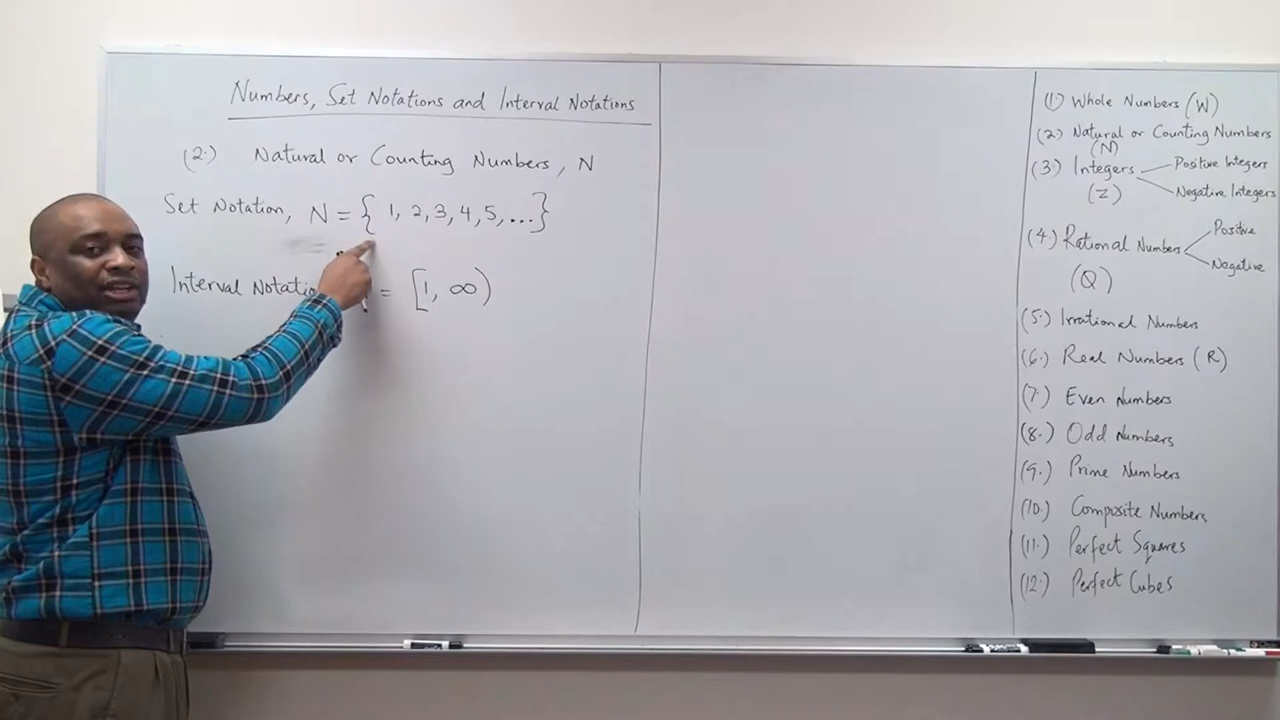 Numbers, Set Notations and Interval Notations
(2.) Natural or Counting Numbers, N
Set Notation, N = { 1, 2, 3, 4, 5, ... }
Interval = [1, ∞)
(1) Whole Numbers (W)
(2) Natural or Counting Numbers
(N)
(3.) Integers
Positive Integers
Negative Integers
(Z)
(4.) Rational Numbers
Positive
Negative
(Q)
(5.) Irrational Numbers
(6.) Real Numbers (R)
(7.) Even Numbers
(8.) Odd Numbers
(9.) Prime Numbers
(10.) Composite Numbers
(11.) Perfect Squares
(12.) Perfect Cubes